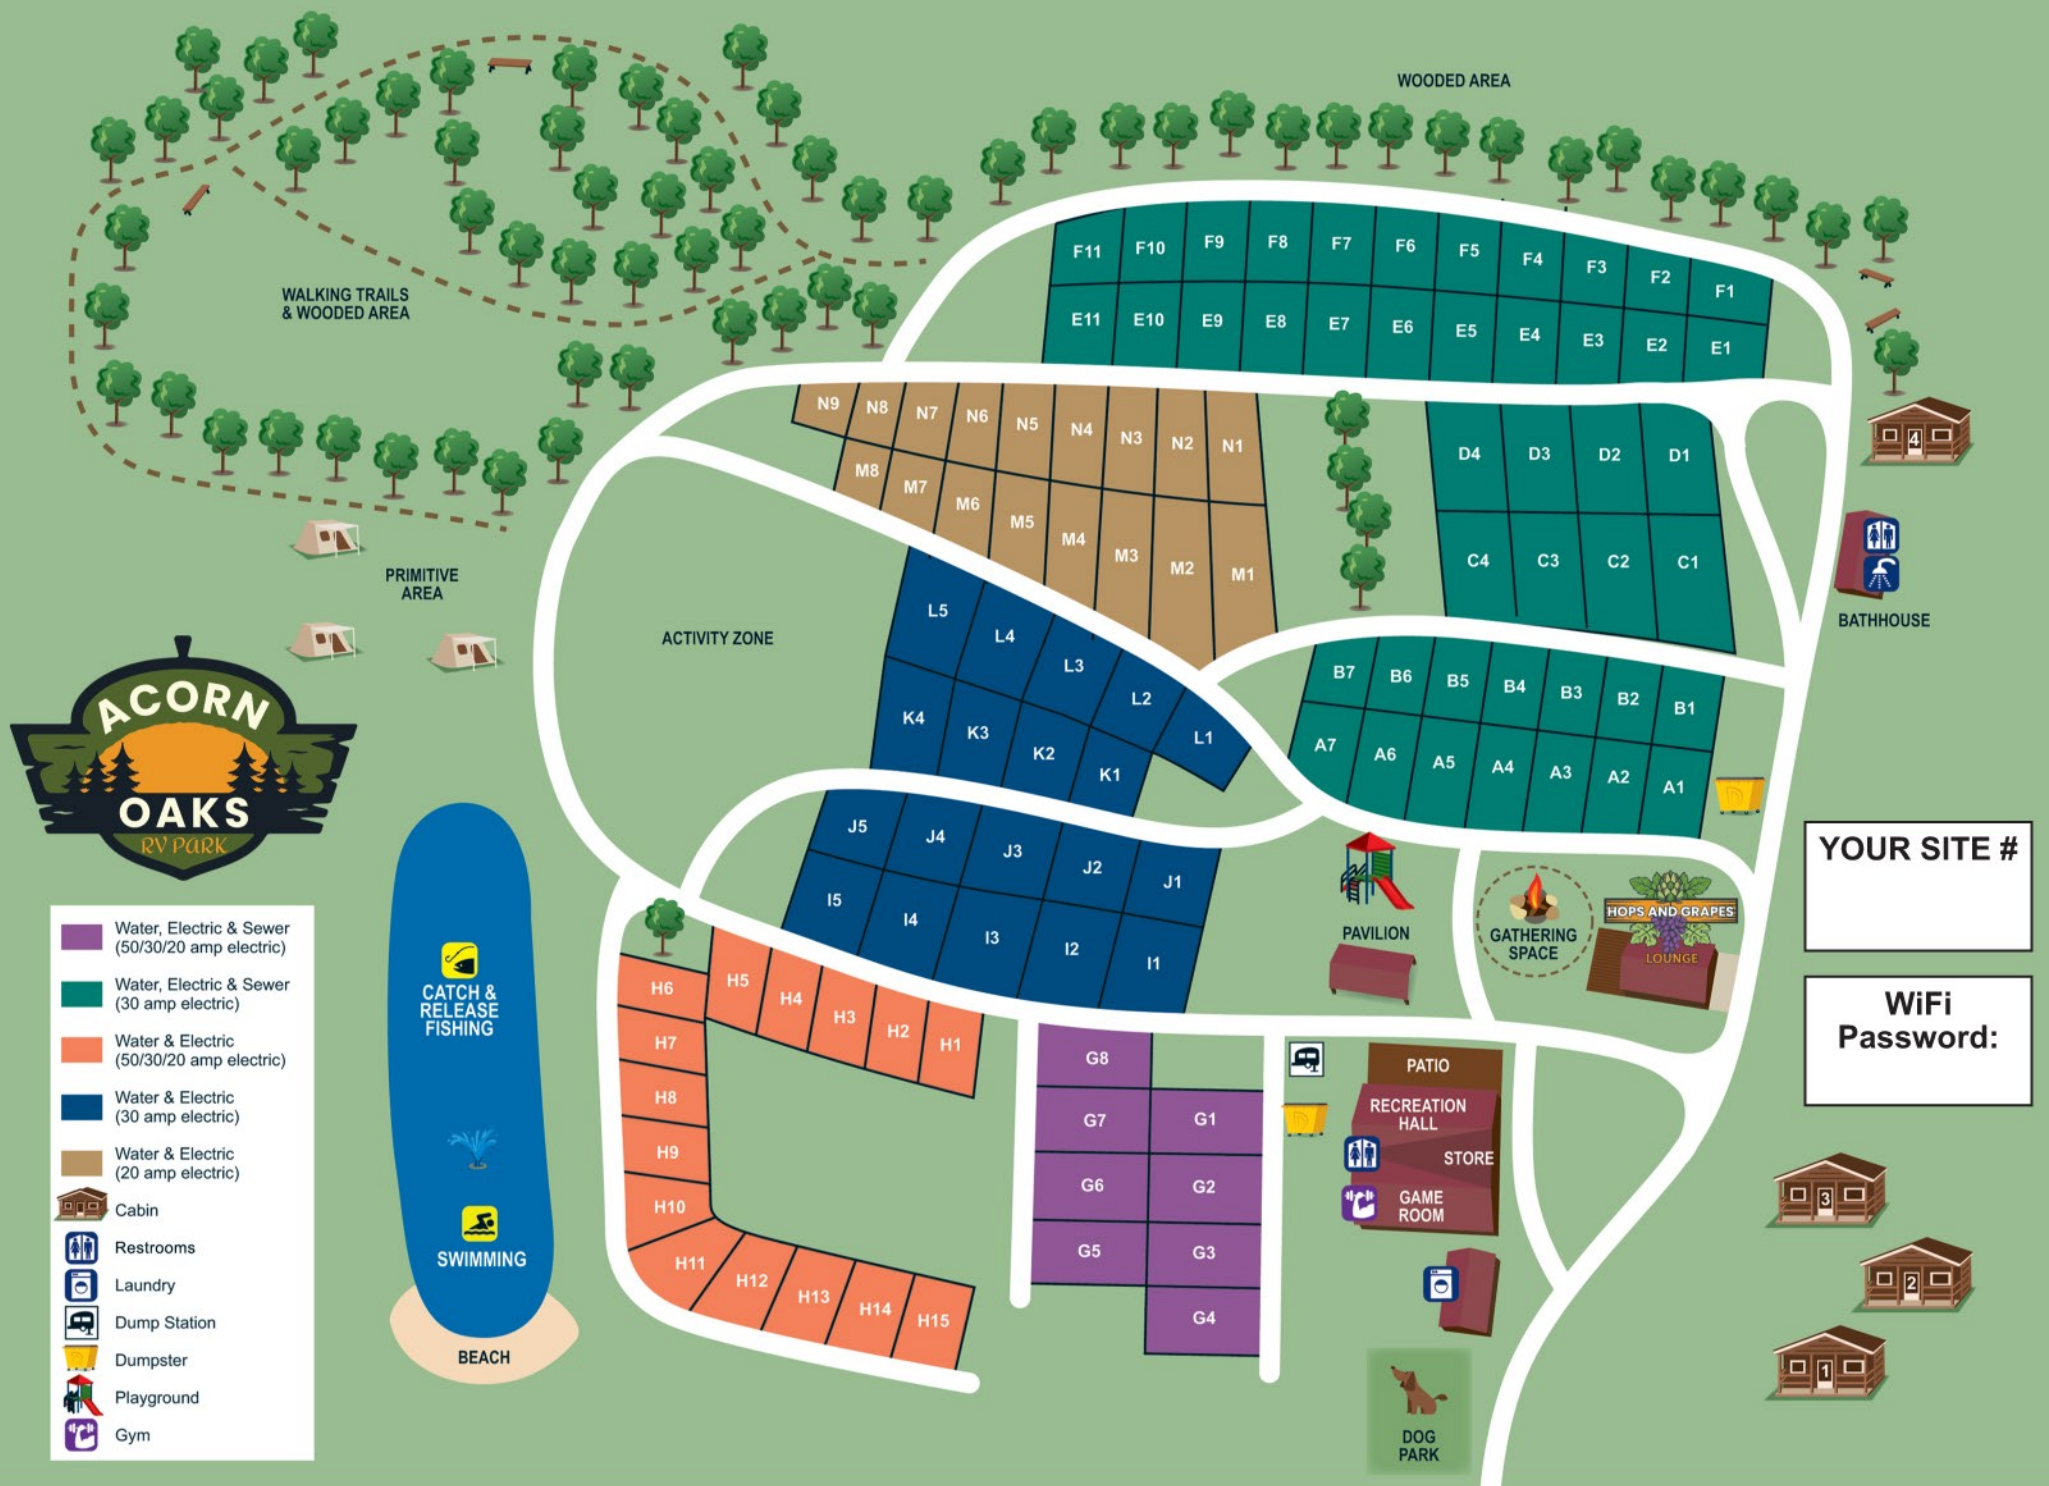 WOODED AREA
F11 F10 F9 F8 F7 F6 F5 F4 F3 F2 F1
E11 E10 E9 E8 E7 E6 E5 E4 E3 E2 E1
WALKING TRAILS
& WOODED AREA
N9 N8 N7 N6 N5 N4 N3 N2 N1
M8 M7 M6 M5 M4 M3 M2 M1
D4 D3 D2 D1
C4 C3 C2 C1
4
BATHHOUSE
PRIMITIVE
AREA
ACTIVITY ZONE
L5 L4 L3 L2 L1
K4 K3 K2 K1
B7 B6 B5 B4 B3 B2 B1
A7 A6 A5 A4 A3 A2 A1
D
ACORN
OAKS
RV PARK
J5 J4 J3 J2 J1
I5 I4 I3 I2 I1
PAVILION
GATHERING
SPACE
HOPS AND GRAPES
LOUNGE
YOUR SITE #
WiFi
Password:
Water, Electric & Sewer
(50/30/20 amp electric)
Water, Electric & Sewer
(30 amp electric)
Water & Electric
(50/30/20 amp electric)
Water & Electric
(30 amp electric)
Water & Electric
(20 amp electric)
Cabin
Restrooms
Laundry
Dump Station
D
Dumpster
Playground
Gym
CATCH &
RELEASE
FISHING
SWIMMING
BEACH
H6 H5 H4 H3 H2 H1
H7
H8
H9
H10
H11 H12 H13 H14 H15
G8
G7 G1
G6 G2
G5 G3
G4
D
PATIO
RECREATION
HALL
STORE
GAME
ROOM
DOG
PARK
3
2
1